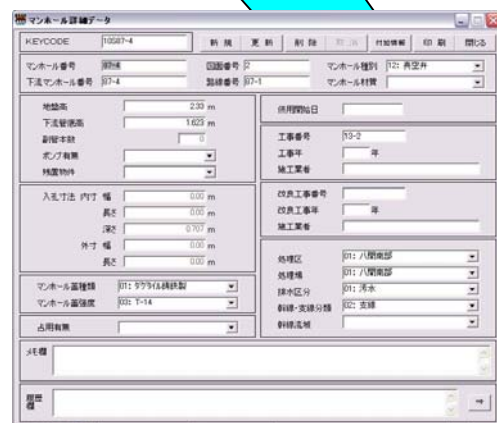 マンホール詳細データ
KEYCODE 10S87-4 新 規 更 新 削 除 取 消 付加情報 印 刷 閉じる
マンホール番号 図面番号 2 マンホール種別 12: 真空弁
下流マンホール番号 87-4 路線番号 87-1 マンホール材質
地盤高 2.33 m
下流管底高 1.623 m
副管本数 0
ポンプ有無
残置物件
供用開始日
工事番号 13-2
工事年 年
施工業者
入孔寸法 内寸 幅 0.00 m
長さ 0.00 m
深さ 0.707 m
外寸 幅 0.00 m
長さ 0.00 m
改良工事番号
改良工事年 年
施工業者
マンホール蓋種類 01: ダクタイル鋳鉄製
マンホール蓋強度 03: T-14
処理区 01: 八間南部
処理場 01: 八間南部
排水区分 01: 汚水
幹線・支線分類 02: 支線
幹線流域
占用有無
メモ欄
履歴欄